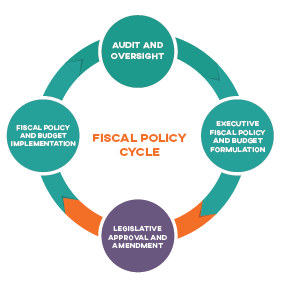 AUDIT AND
OVERSIGHT
EXECUTIVE
FISCAL POLICY
AND BUDGET
FORMULATION
LEGISLATIVE
APPROVAL AND
AMENDMENT
FISCAL POLICY
AND BUDGET
IMPLEMENTATION
FISCAL POLICY
CYCLE